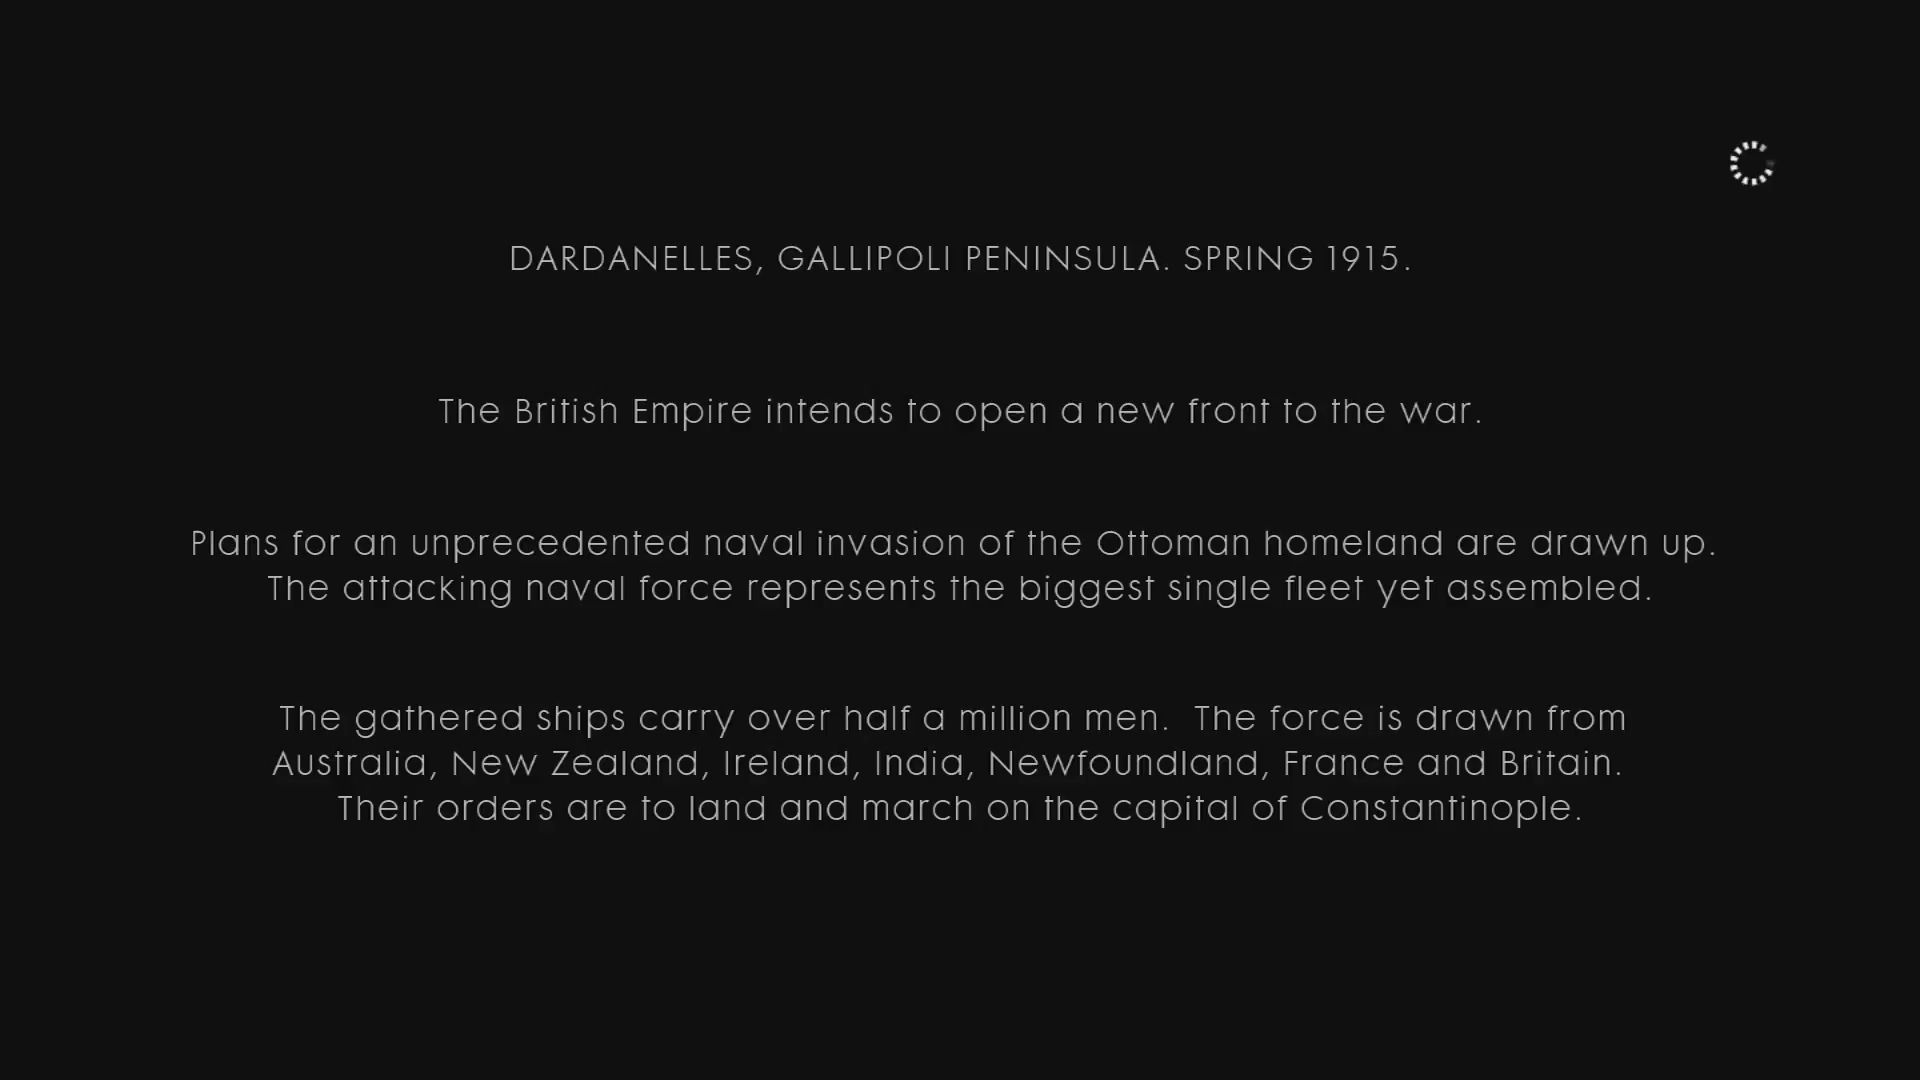 DARDANELLES, GALLIPOLI PENINSULA. SPRING 1915.
The British Empire intends to open a new front to the war.
Plans for an unprecedented naval invasion of the Ottoman homeland are drawn up.
The attacking naval force represents the biggest single fleet yet assembled.
The gathered ships carry over half a million men.  The force is drawn from
Australia, New Zealand, Ireland, India, Newfoundland, France and Britain.
Their orders are to land and march on the capital of Constantinople.